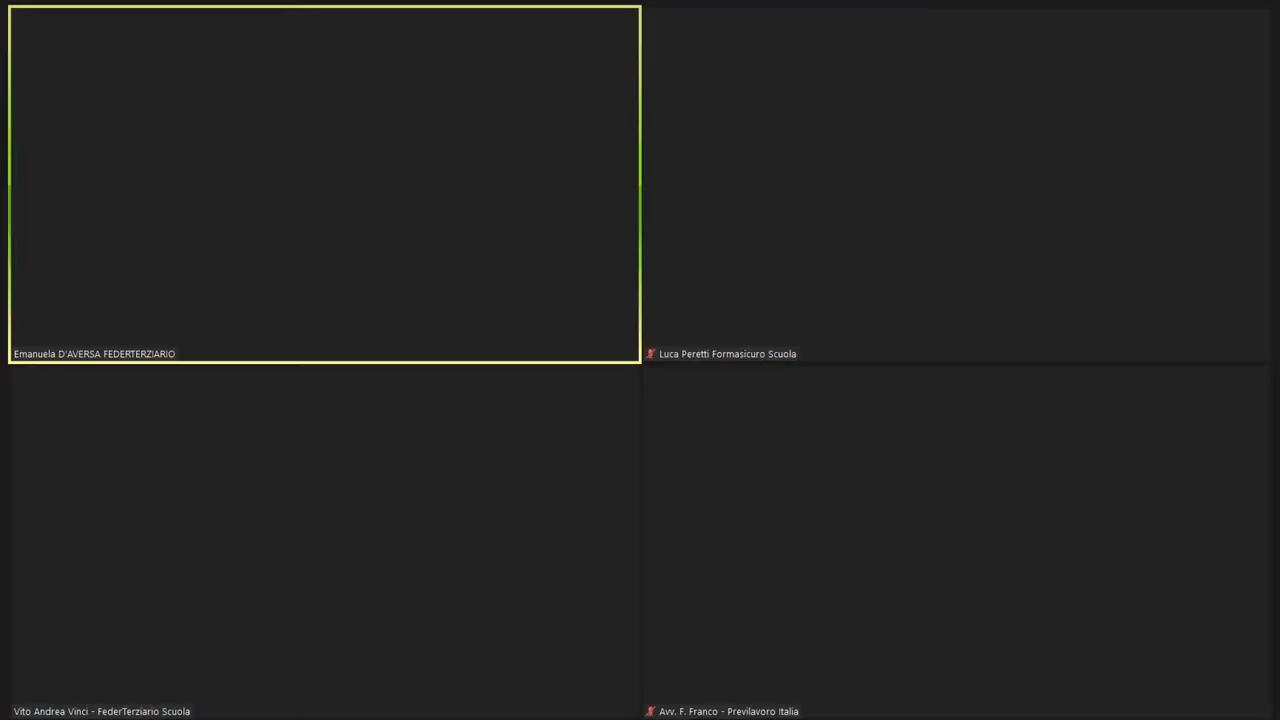 Emanuela D'AVERSA FEDERTERZIARIO
Luca Peretti Formasicuro Scuola
Vito Andrea Vinci - FederTerziario Scuola
Avv. F. Franco - Previlavoro Italia